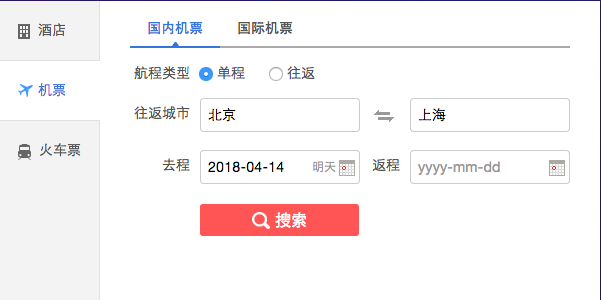 酒店
机票
火车票
国内机票 国际机票
航程类型 单程 往返
往返城市 北京 上海
去程 2018-04-14 明天 返程 yyyy-mm-dd
搜索